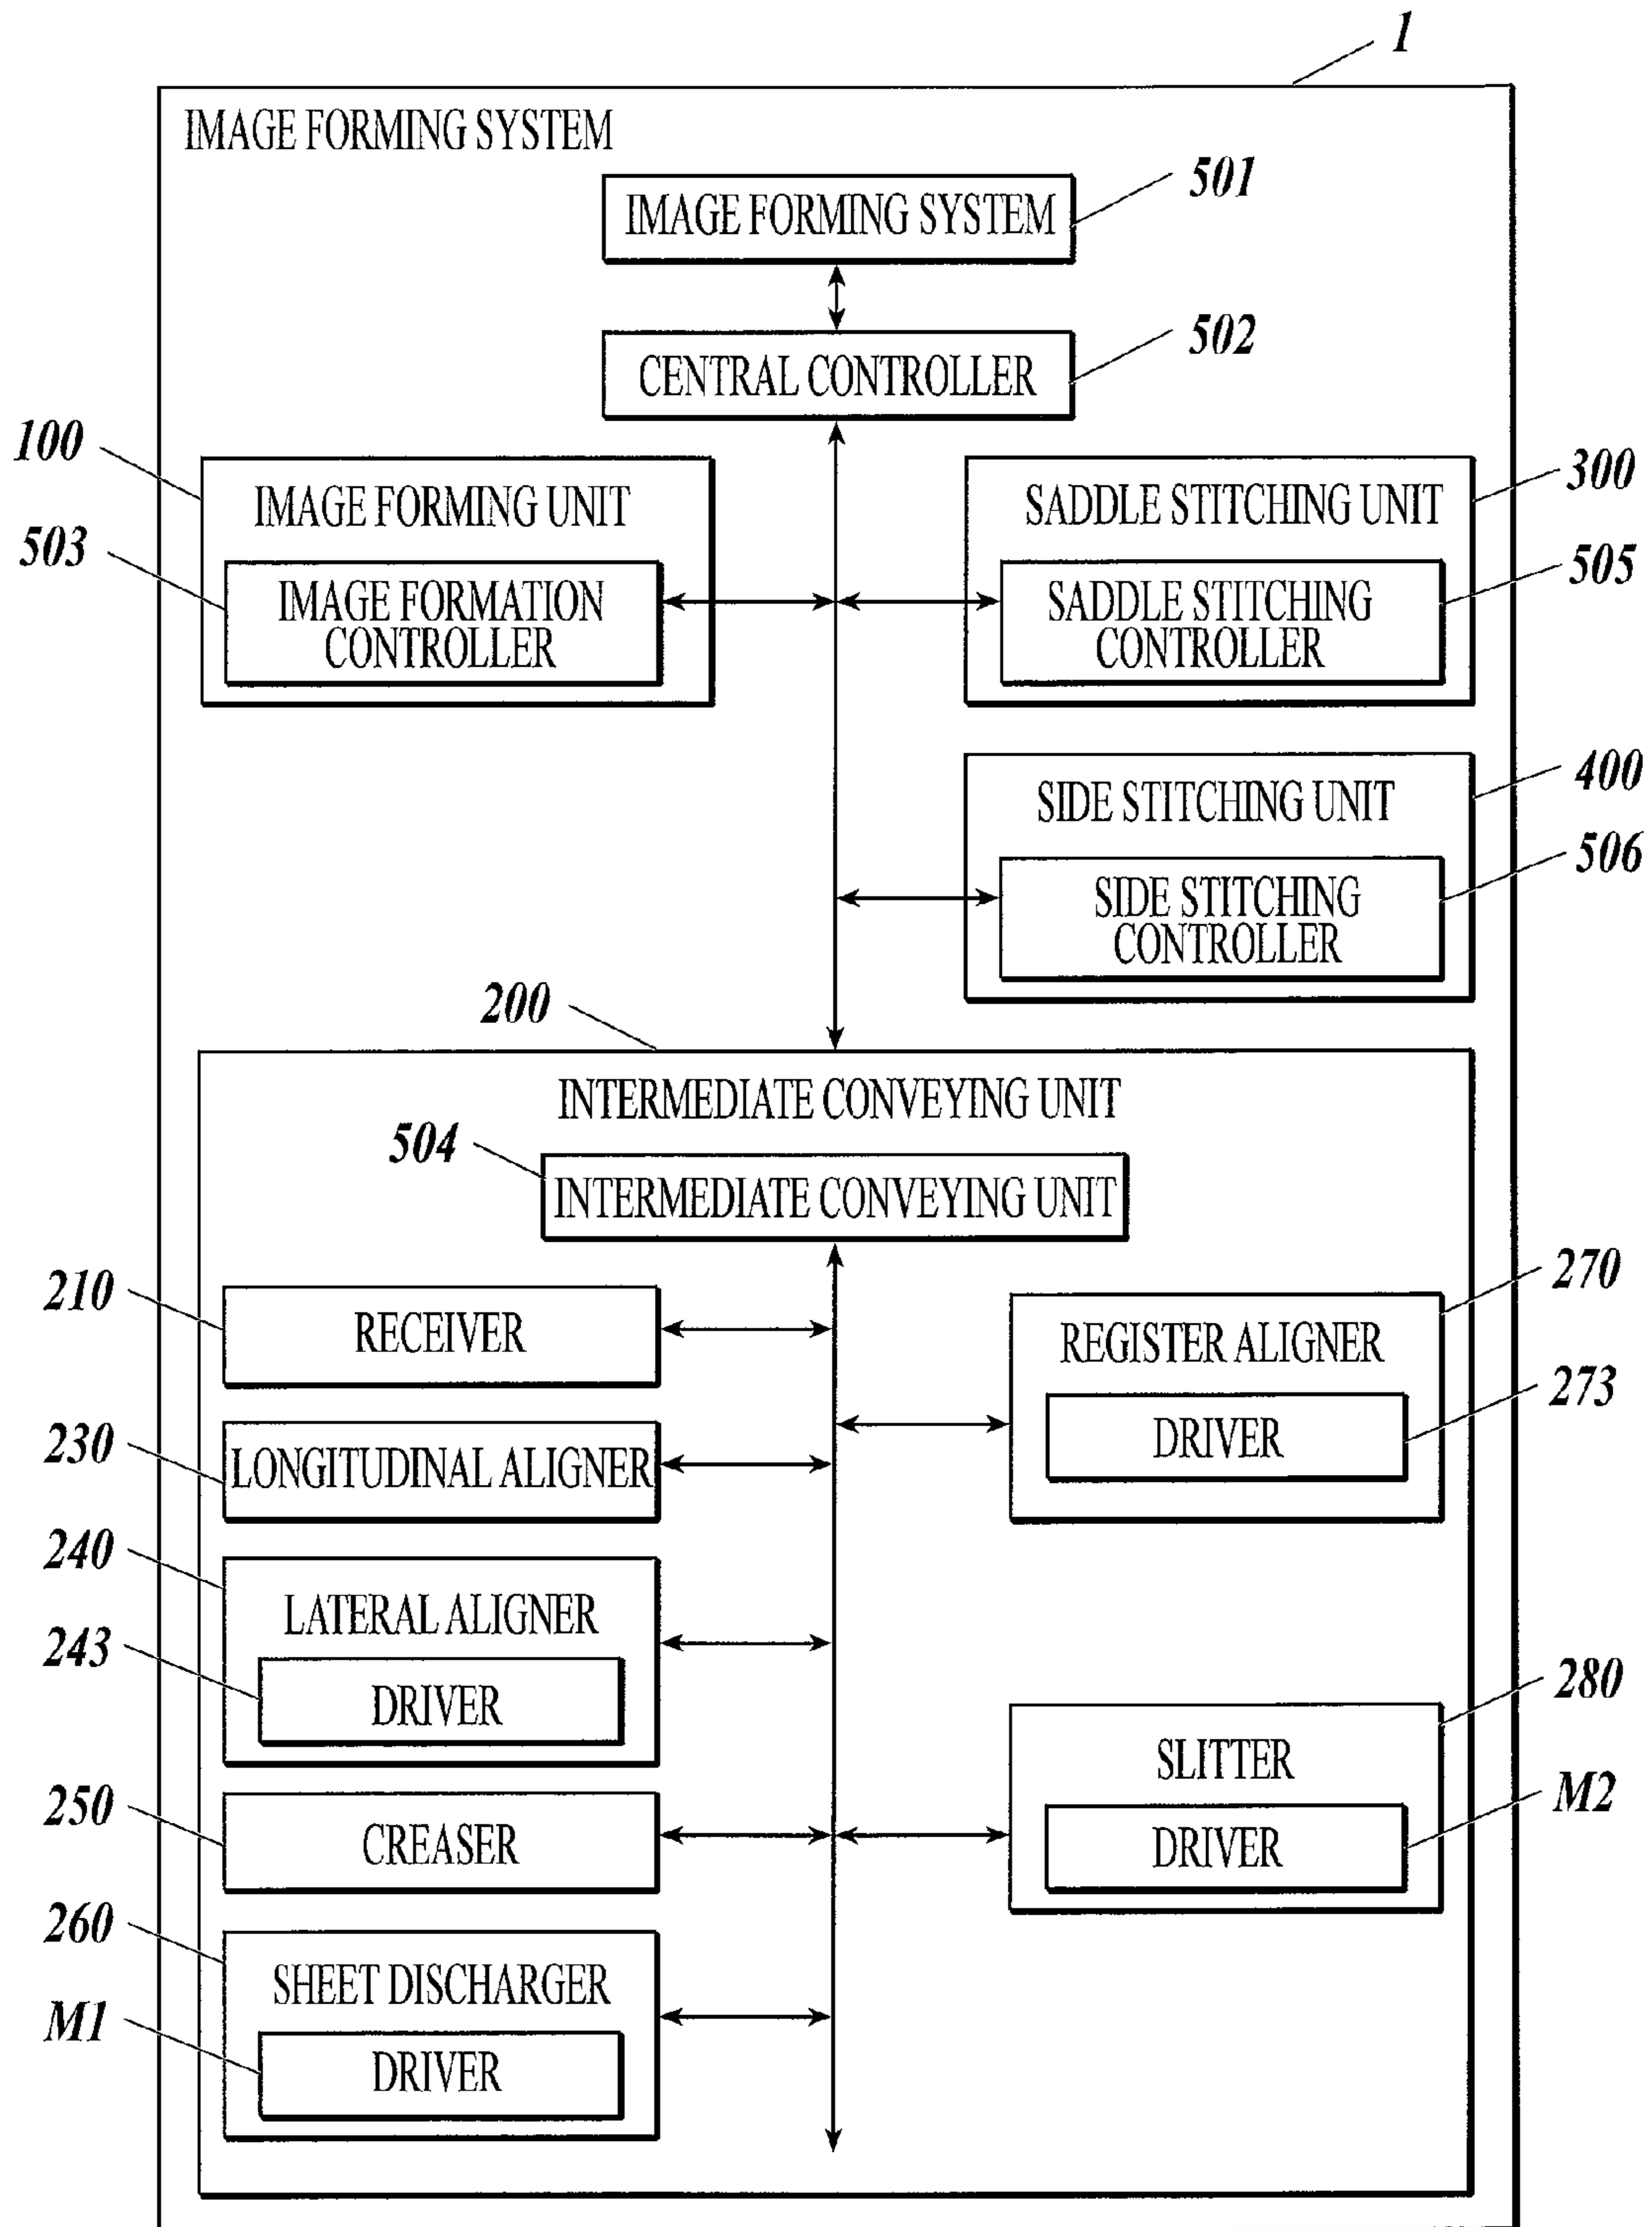 1
IMAGE FORMING SYSTEM
501
IMAGE FORMING SYSTEM
502
CENTRAL CONTROLLER
100
IMAGE FORMING UNIT
503
IMAGE FORMATION
CONTROLLER
300
SADDLE STITCHING UNIT
505
SADDLE STITCHING
CONTROLLER
400
SIDE STITCHING UNIT
506
SIDE STITCHING
CONTROLLER
200
INTERMEDIATE CONVEYING UNIT
504
INTERMEDIATE CONVEYING UNIT
210
RECEIVER
270
REGISTER ALIGNER
273
DRIVER
230
LONGITUDINAL ALIGNER
240
LATERAL ALIGNER
243
DRIVER
280
SLITTER
M2
DRIVER
250
CREASER
260
SHEET DISCHARGER
M1
DRIVER